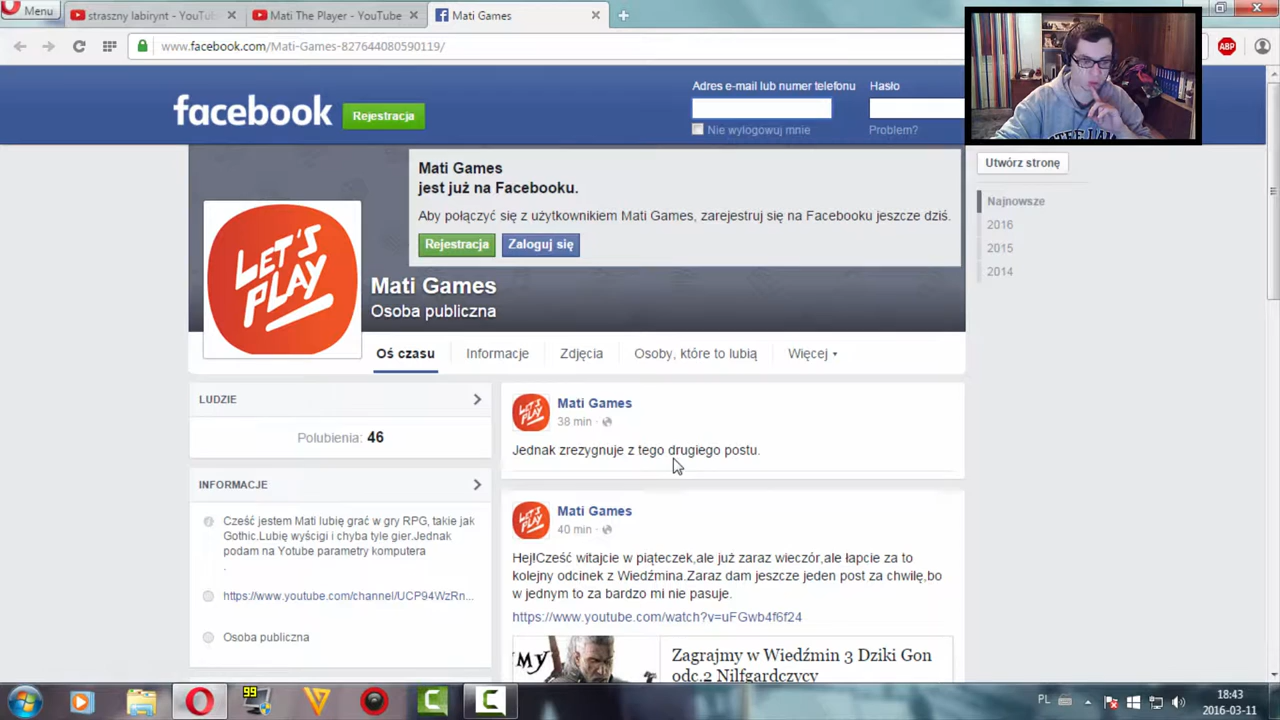 Menu
straszny labirynt - YouTu
Mati The Player - YouTube
Mati Games
www.facebook.com/Mati-Games-827644080590119/
ABP
facebook
Rejestracja
Adres e-mail lub numer telefonu
Hasło
Nie wylogowuj mnie
Problem?
Mati Games
jest już na Facebooku.
Aby połączyć się z użytkownikiem Mati Games, zarejestruj się na Facebooku jeszcze dziś.
Rejestracja
Zaloguj się
Utwórz stronę
Najnowsze
2016
2015
2014
LET'S
PLAY
Mati Games
Osoba publiczna
Oś czasu
Informacje
Zdjęcia
Osoby, które to lubią
Więcej
LUDZIE
Polubienia: 46
INFORMACJE
Cześć jestem Mati lubię grać w gry RPG, takie jak
Gothic.Lubię wyścigi i chyba tyle gier.Jednak
podam na Yotube parametry komputera
.
https://www.youtube.com/channel/UCP94WzRn...
Osoba publiczna
LET'S
PLAY
Mati Games
38 min
Jednak zrezygnuje z tego drugiego postu.
LET'S
PLAY
Mati Games
40 min
Hej!Cześć witajcie w piąteczek,ale już zaraz wieczór,ale łapcie za to
kolejny odcinek z Wiedźmina.Zaraz dam jeszcze jeden post za chwilę,bo
w jednym to za bardzo mi nie pasuje.
https://www.youtube.com/watch?v=uFGwb4f6f24
MY
Zagrajmy w Wiedźmin 3 Dziki Gon
odc.2 Nilfgardczycy
99
PL
18:43
2016-03-11